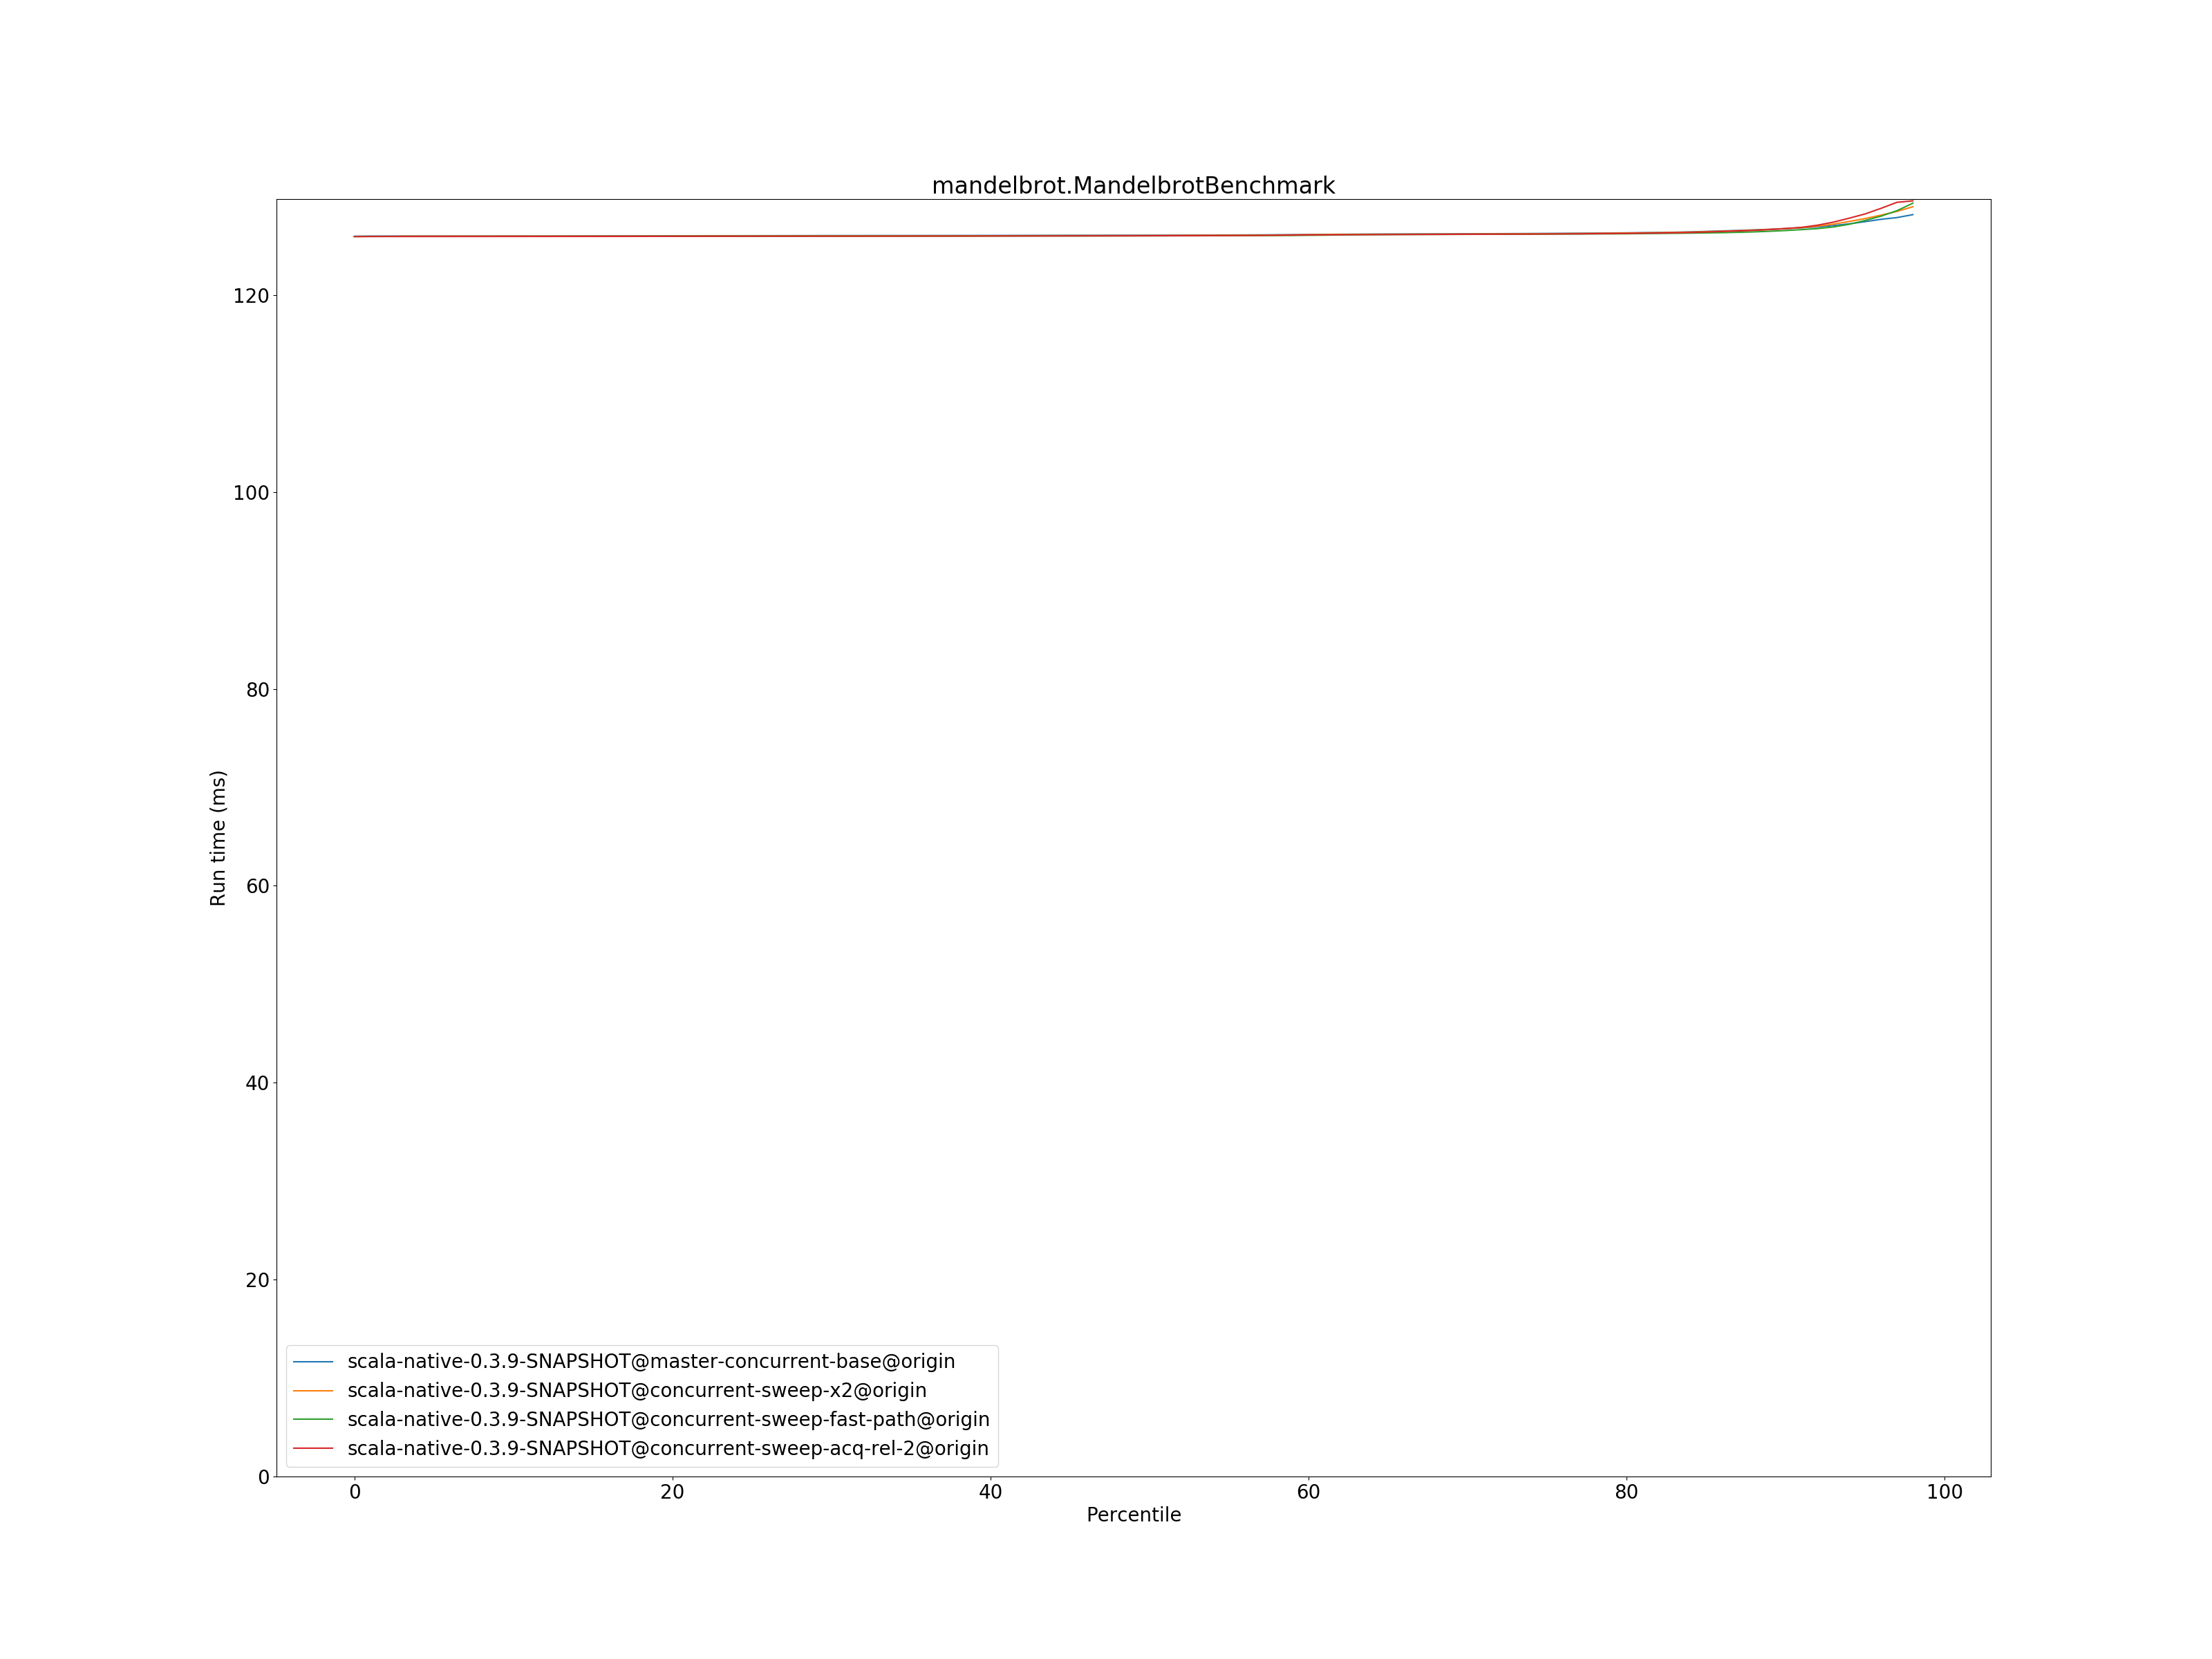 mandelbrot.MandelbrotBenchmark
120
100
80
60
40
20
0
Run time (ms)
scala-native-0.3.9-SNAPSHOT@master-concurrent-base@origin
scala-native-0.3.9-SNAPSHOT@concurrent-sweep-x2@origin
scala-native-0.3.9-SNAPSHOT@concurrent-sweep-fast-path@origin
scala-native-0.3.9-SNAPSHOT@concurrent-sweep-acq-rel-2@origin
0 20 40 60 80 100
Percentile